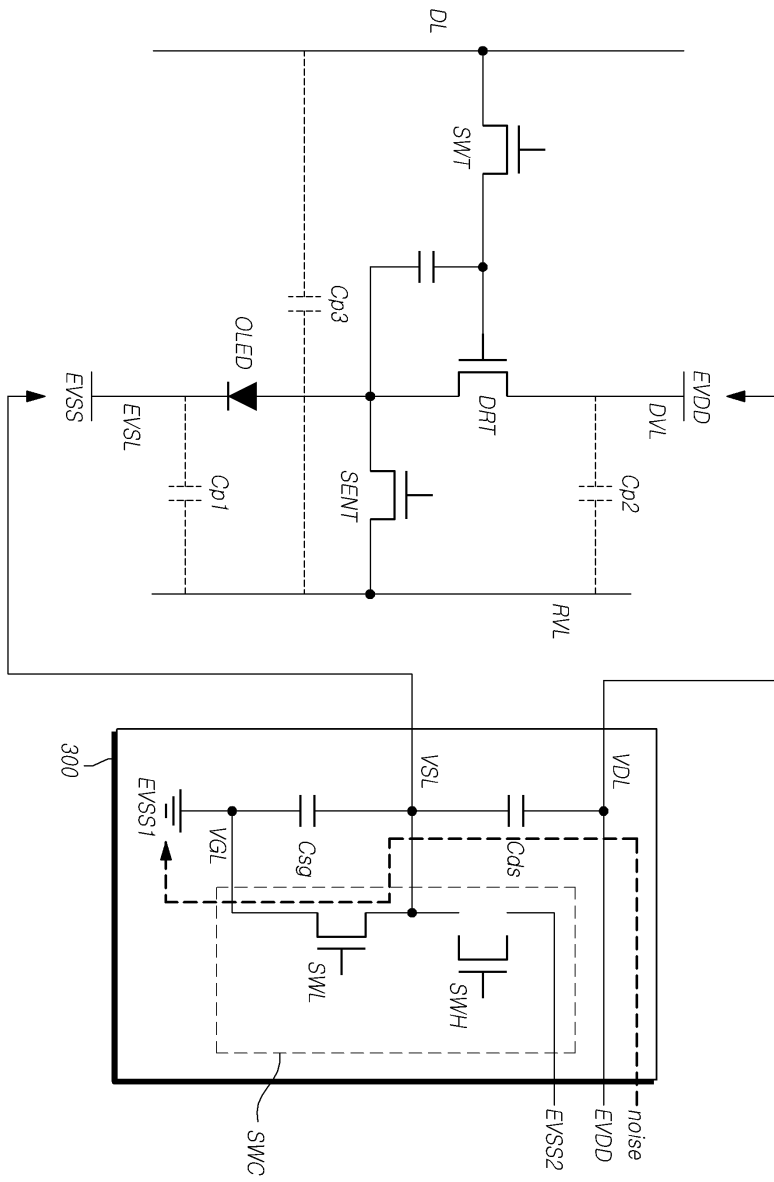 DL
SWT
Cp3
OLED
DRT
EVDD
DVL
EVSS
EVSL
Cp1
SENT
Cp2
RVL
300
EVSS1
VGL
VSL
VDL
Csg
Cds
SWL
SWH
SWC
EVSS2
EVDD
noise